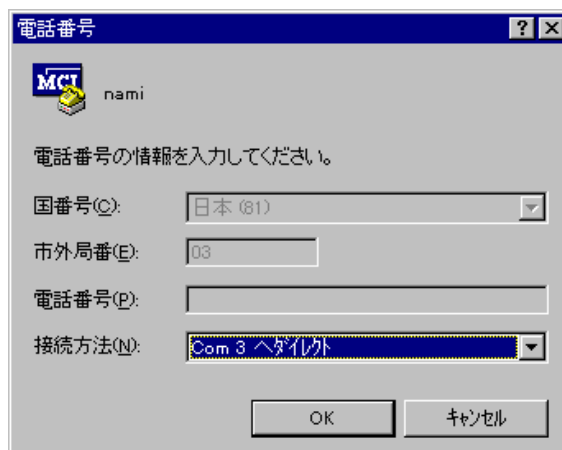 電話番号
MCI
nami
電話番号の情報を入力してください。
国番号(C): 日本 (81)
市外局番(E): 03
電話番号(P):
接続方法(N): Com 3 へﾀﾞｲﾚｸﾄ
OK ｷｬﾝｾﾙ